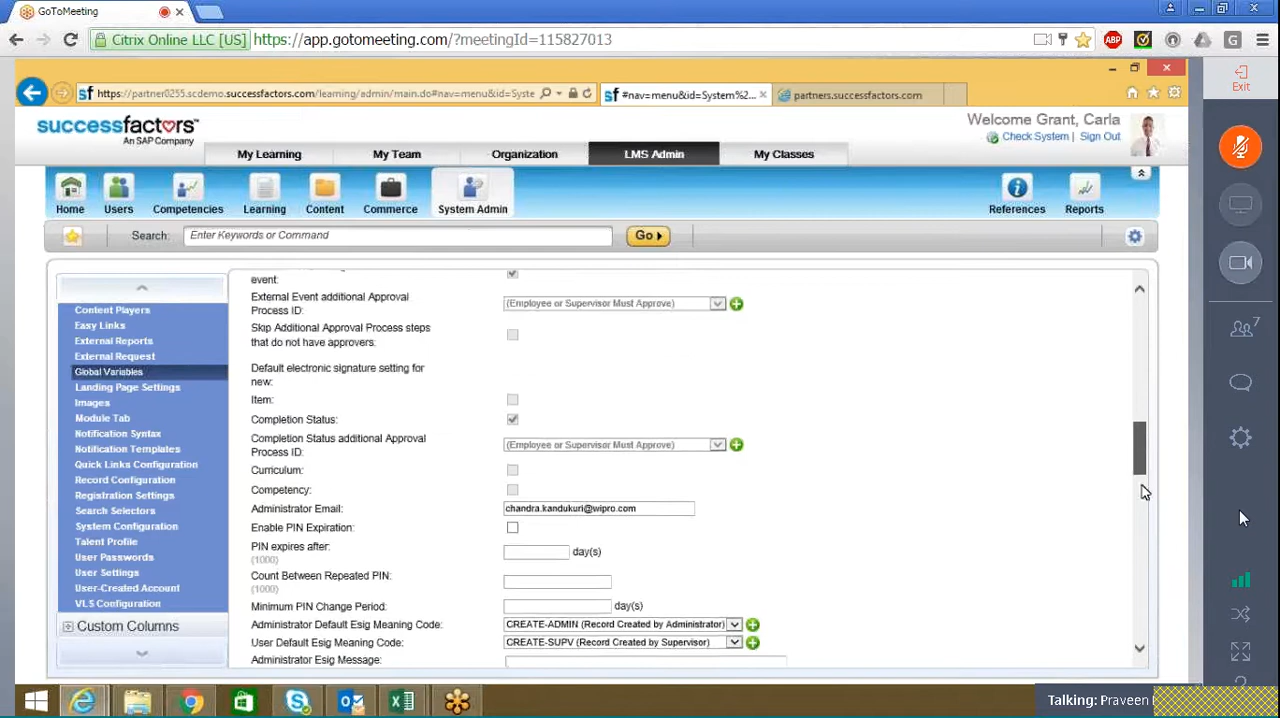 GoToMeeting
Citrix Online LLC [US] https://app.gotomeeting.com/?meetingId=115827013
ABP
G
https://partner0255.scdemo.successfactors.com/learning/admin/main.do#nav=menu&id=Syste
#nav=menu&id=System%2...
partners.successfactors.com
Exit
successfactors™
An SAP Company
Welcome Grant, Carla
Check System | Sign Out
My Learning
My Team
Organization
LMS Admin
My Classes
Home
Users
Competencies
Learning
Content
Commerce
System Admin
References
Reports
Search:
Enter Keywords or Command
Go
Content Players
Easy Links
External Reports
External Request
Global Variables
Landing Page Settings
Images
Module Tab
Notification Syntax
Notification Templates
Quick Links Configuration
Record Configuration
Registration Settings
Search Selectors
System Configuration
Talent Profile
User Passwords
User Settings
User-Created Account
VLS Configuration
Custom Columns
event:
External Event additional Approval
Process ID:
(Employee or Supervisor Must Approve)
Skip Additional Approval Process steps
that do not have approvers:
Default electronic signature setting for
new:
Item:
Completion Status:
Completion Status additional Approval
Process ID:
(Employee or Supervisor Must Approve)
Curriculum:
Competency:
Administrator Email:
chandra.kandukuri@wipro.com
Enable PIN Expiration:
PIN expires after:
(1000)
day(s)
Count Between Repeated PIN:
(1000)
Minimum PIN Change Period:
day(s)
Administrator Default Esig Meaning Code:
CREATE-ADMIN (Record Created by Administrator)
User Default Esig Meaning Code:
CREATE-SUPV (Record Created by Supervisor)
Administrator Esig Message:
7
Talking: Praveen